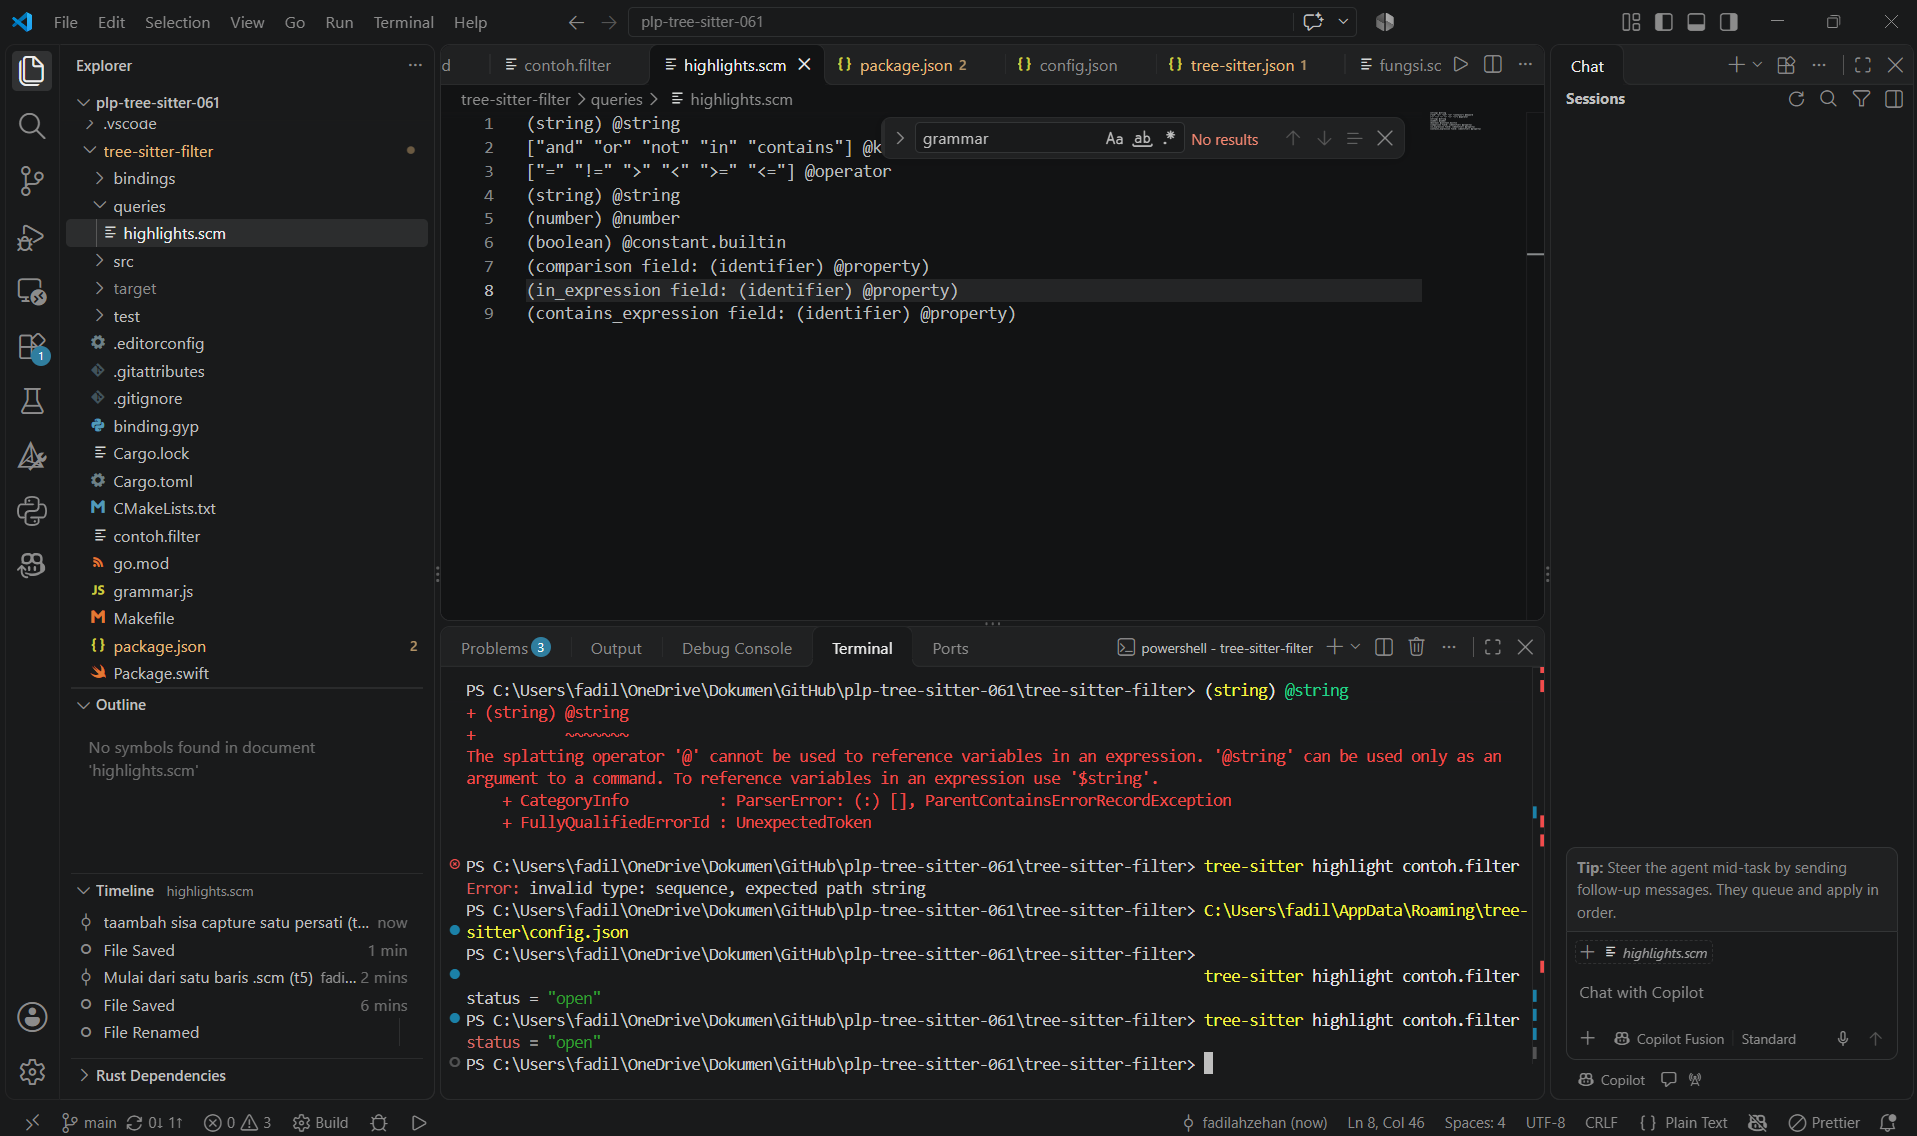 File Edit Selection View Go Run Terminal Help
plp-tree-sitter-061
Explorer
plp-tree-sitter-061
.vscode
tree-sitter-filter
bindings
queries
highlights.scm
src
target
test
.editorconfig
.gitattributes
.gitignore
binding.gyp
Cargo.lock
Cargo.toml
CMakeLists.txt
contoh.filter
go.mod
JS grammar.js
Makefile
{} package.json 2
Package.swift
Outline
No symbols found in document
'highlights.scm'
Timeline highlights.scm
taambah sisa capture satu persati (t... now
File Saved 1 min
Mulai dari satu baris .scm (t5) fadi... 2 mins
File Saved 6 mins
File Renamed
Rust Dependencies
1
d contoh.filter highlights.scm {} package.json 2 {} config.json {} tree-sitter.json 1 fungsi.sc
tree-sitter-filter > queries > highlights.scm
grammar Aa ab .* No results
1 (string) @string
2 ["and" "or" "not" "in" "contains"] @k
3 ["=" "!=" ">" "<" ">=" "<="] @operator
4 (string) @string
5 (number) @number
6 (boolean) @constant.builtin
7 (comparison field: (identifier) @property)
8 (in_expression field: (identifier) @property)
9 (contains_expression field: (identifier) @property)
Problems 3 Output Debug Console Terminal Ports powershell - tree-sitter-filter
PS C:\Users\fadil\OneDrive\Dokumen\GitHub\plp-tree-sitter-061\tree-sitter-filter> (string) @string
+ (string) @string
+          ~~~~~~~
The splatting operator '@' cannot be used to reference variables in an expression. '@string' can be used only as an
argument to a command. To reference variables in an expression use '$string'.
+ CategoryInfo          : ParserError: (:) [], ParentContainsErrorRecordException
+ FullyQualifiedErrorId : UnexpectedToken
PS C:\Users\fadil\OneDrive\Dokumen\GitHub\plp-tree-sitter-061\tree-sitter-filter> tree-sitter highlight contoh.filter
Error: invalid type: sequence, expected path string
PS C:\Users\fadil\OneDrive\Dokumen\GitHub\plp-tree-sitter-061\tree-sitter-filter> C:\Users\fadil\AppData\Roaming\tree-
sitter\config.json
PS C:\Users\fadil\OneDrive\Dokumen\GitHub\plp-tree-sitter-061\tree-sitter-filter>
tree-sitter highlight contoh.filter
status = "open"
PS C:\Users\fadil\OneDrive\Dokumen\GitHub\plp-tree-sitter-061\tree-sitter-filter> tree-sitter highlight contoh.filter
status = "open"
PS C:\Users\fadil\OneDrive\Dokumen\GitHub\plp-tree-sitter-061\tree-sitter-filter>
Chat
Sessions
Tip: Steer the agent mid-task by sending
follow-up messages. They queue and apply in
order.
highlights.scm
Chat with Copilot
Copilot Fusion Standard
Copilot
main 0↓ 1↑ 0 3 Build
fadilahzehan (now) Ln 8, Col 46 Spaces: 4 UTF-8 CRLF {} Plain Text Prettier